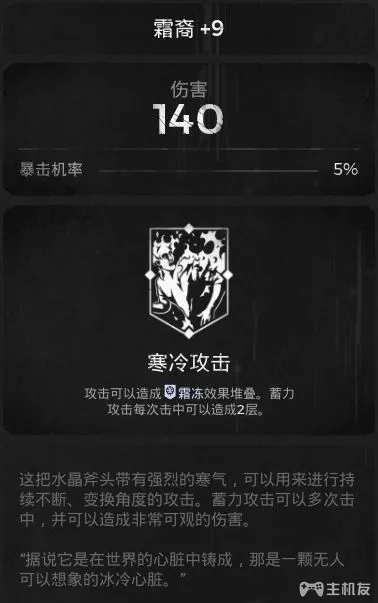 霜裔 +9
伤害
140
暴击机率 5%
寒冷攻击
攻击可以造成霜冻效果堆叠。蓄力
攻击每次击中可以造成2层。
这把水晶斧头带有强烈的寒气，可以用来进行持
续不断、变换角度的攻击。蓄力攻击可以多次击
中，并可以造成非常可观的伤害。
“据说它是在世界的心脏中铸成，那是一颗无人
可以想象的冰冷心脏。”
主机友